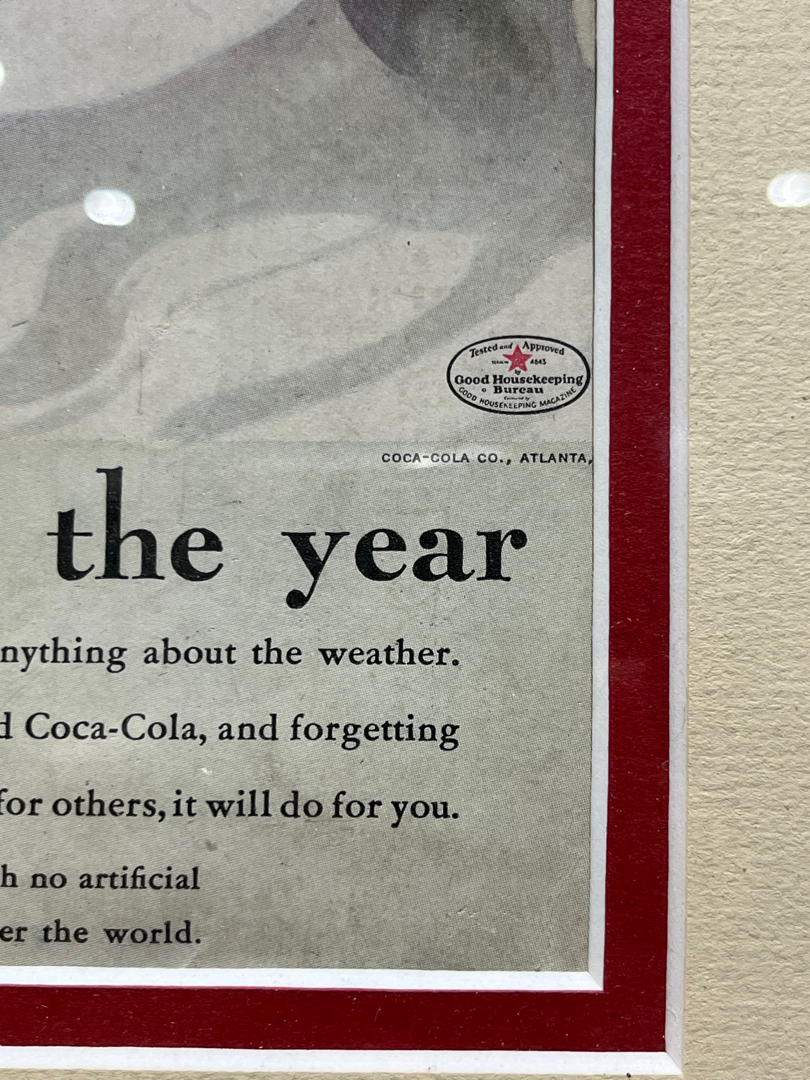 Tested and Approved
4843
by
Good Housekeeping
Bureau
GOOD HOUSEKEEPING MAGAZINE
COCA-COLA CO., ATLANTA,
the year
nything about the weather.
d Coca-Cola, and forgetting
for others, it will do for you.
h no artificial
er the world.